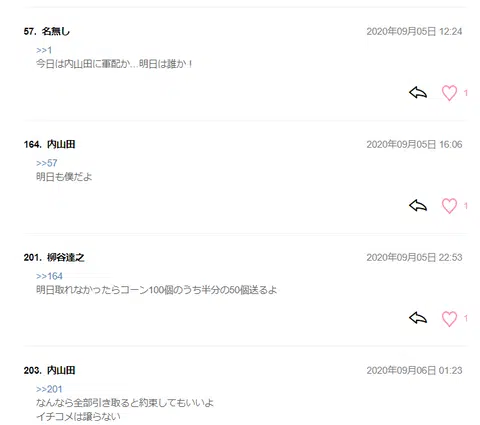 57. 名無し
2020年09月05日 12:24
>>1
今日は内山田に軍配か…明日は誰か！
1
164. 内山田
2020年09月05日 16:06
>>57
明日も僕だよ
1
201. 柳谷達之
2020年09月05日 22:53
>>164
明日取れなかったらコーン100個のうち半分の50個送るよ
1
203. 内山田
2020年09月06日 01:23
>>201
なんなら全部引き取ると約束してもいいよ
イチコメは譲らない